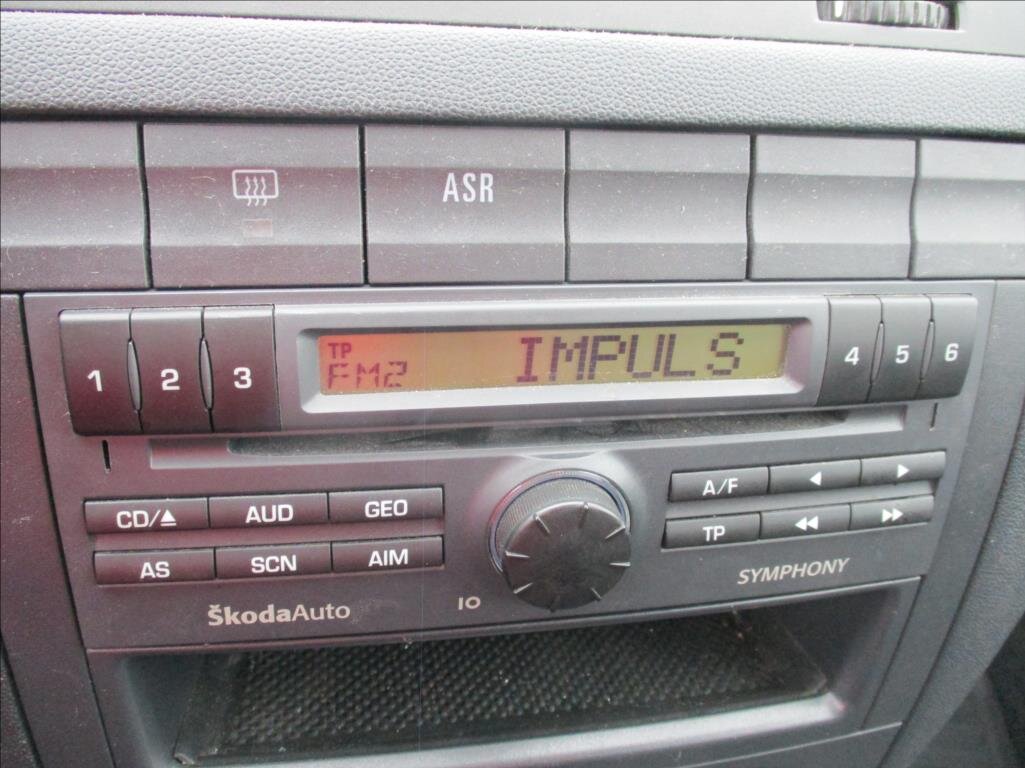 ASR
1 2 3
TP
FM2 IMPULS
4 5 6
CD/ AUD GEO
A/F
AS SCN AIM
TP
ŠkodaAuto
IO
SYMPHONY